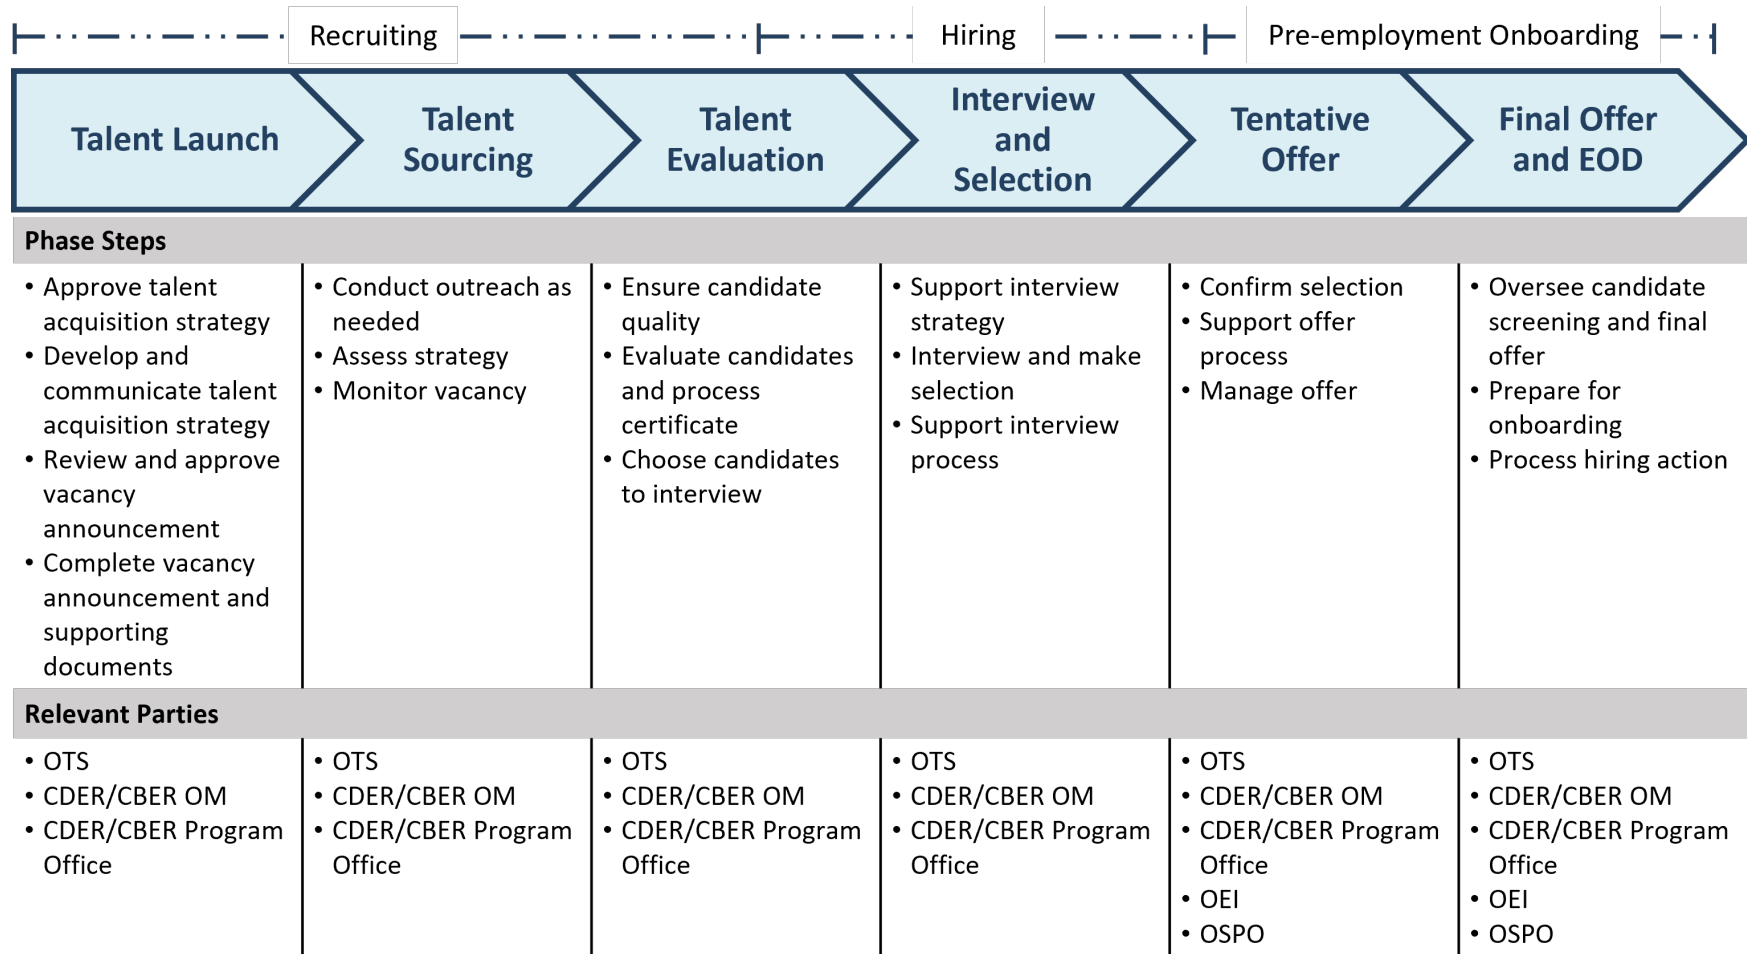 Recruiting
Hiring
Pre-employment Onboarding
Talent Launch
Talent
Sourcing
Talent
Evaluation
Interview
and
Selection
Tentative
Offer
Final Offer
and EOD
Phase Steps
• Approve talent
acquisition strategy
• Develop and
communicate talent
acquisition strategy
• Review and approve
vacancy
announcement
• Complete vacancy
announcement and
supporting
documents
• Conduct outreach as
needed
• Assess strategy
• Monitor vacancy
• Ensure candidate
quality
• Evaluate candidates
and process
certificate
• Choose candidates
to interview
• Support interview
strategy
• Interview and make
selection
• Support interview
process
• Confirm selection
• Support offer
process
• Manage offer
• Oversee candidate
screening and final
offer
• Prepare for
onboarding
• Process hiring action
Relevant Parties
• OTS
• CDER/CBER OM
• CDER/CBER Program
Office
• OTS
• CDER/CBER OM
• CDER/CBER Program
Office
• OTS
• CDER/CBER OM
• CDER/CBER Program
Office
• OTS
• CDER/CBER OM
• CDER/CBER Program
Office
• OTS
• CDER/CBER OM
• CDER/CBER Program
Office
• OEI
• OSPO
• OTS
• CDER/CBER OM
• CDER/CBER Program
Office
• OEI
• OSPO